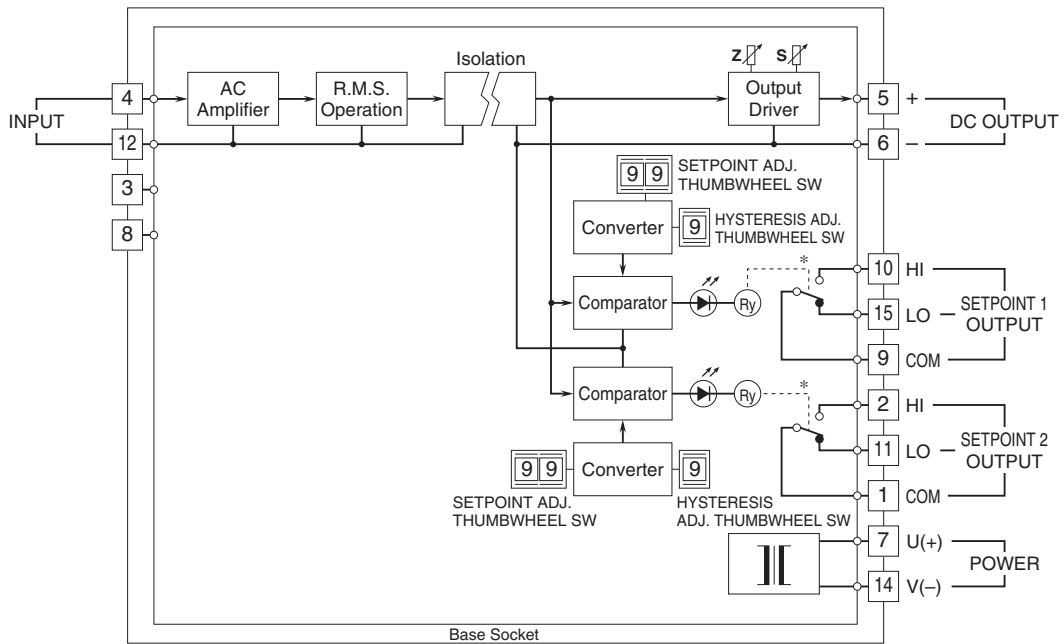 Isolation
Z S
4 AC R.M.S. Output 5 +
Amplifier Operation Driver
INPUT DC OUTPUT
12 6 –
3
8
9 9 SETPOINT ADJ.
THUMBWHEEL SW
Converter 9 HYSTERESIS ADJ.
THUMBWHEEL SW
* 10 HI
Comparator Ry 15 LO SETPOINT 1
OUTPUT
9 COM
Comparator Ry * 2 HI
11 LO SETPOINT 2
OUTPUT
9 9 Converter 9 1 COM
SETPOINT ADJ. HYSTERESIS
THUMBWHEEL SW ADJ. THUMBWHEEL SW
7 U(+)
POWER
14 V(–)
Base Socket